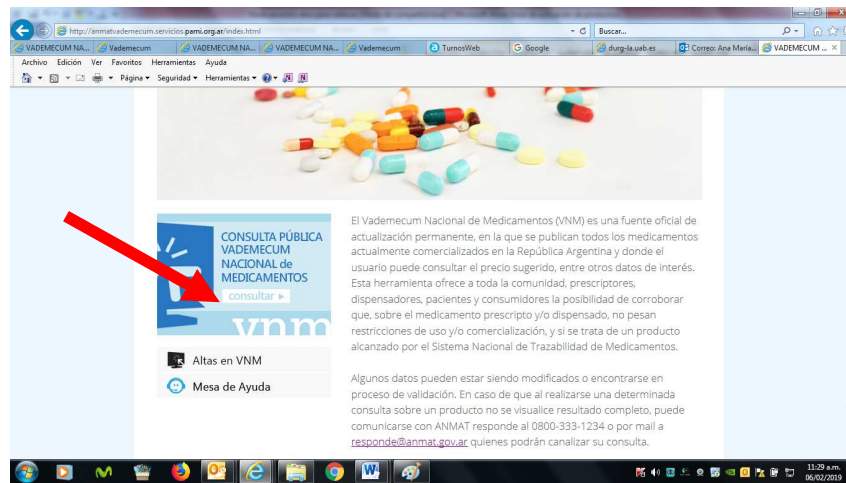 http://anmatvademecum.servicios.pami.org.ar/index.html
Buscar...
VADEMECUM NA...
Vademecum
VADEMECUM NA...
VADEMECUM NA...
Vademecum
TurnosWeb
Google
durg-la.uab.es
Correo: Ana María...
VADEMECUM ...
Archivo Edición Ver Favoritos Herramientas Ayuda
Página Seguridad Herramientas
CONSULTA PÚBLICA
VADEMECUM
NACIONAL de
MEDICAMENTOS
consultar
vnm
Altas en VNM
Mesa de Ayuda
El Vademecum Nacional de Medicamentos (VNM) es una fuente oficial de
actualización permanente, en la que se publican todos los medicamentos
actualmente comercializados en la República Argentina y donde el
usuario puede consultar el precio sugerido, entre otros datos de interés.
Esta herramienta ofrece a toda la comunidad, prescriptores,
dispensadores, pacientes y consumidores la posibilidad de corroborar
que, sobre el medicamento prescripto y/o dispensado, no pesan
restricciones de uso y/o comercialización, y si se trata de un producto
alcanzado por el Sistema Nacional de Trazabilidad de Medicamentos.
Algunos datos pueden estar siendo modificados o encontrarse en
proceso de validación. En caso de que al realizarse una determinada
consulta sobre un producto no se visualice resultado completo, puede
comunicarse con ANMAT responde al 0800-333-1234 o por mail a
responde@anmat.gov.ar quienes podrán canalizar su consulta.
11:29 a.m.
06/02/2019